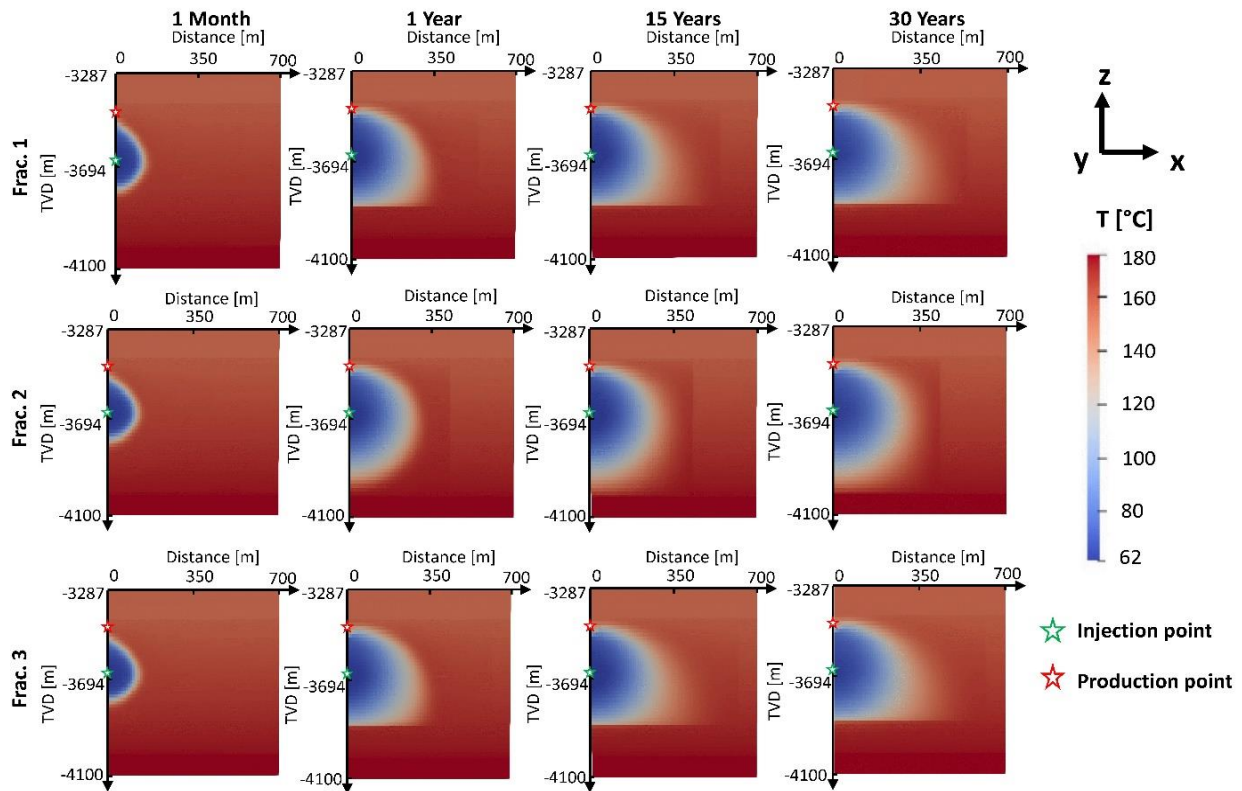 1 Month
1 Year
15 Years
30 Years
Distance [m]
Distance [m]
Distance [m]
Distance [m]
0 350 700
0 350 700
0 350 700
0 350 700
-3287
-3287
-3287
-3287
Frac. 1
TVD [m]
-3694
TVD [m]
-3694
TVD [m]
-3694
TVD [m]
-3694
-4100
-4100
-4100
-4100
z
y
x
T [°C]
180
160
140
120
100
80
62
Distance [m]
Distance [m]
Distance [m]
Distance [m]
0 350 700
0 350 700
0 350 700
0 350 700
-3287
-3287
-3287
-3287
Frac. 2
TVD [m]
-3694
TVD [m]
-3694
TVD [m]
-3694
TVD [m]
-3694
-4100
-4100
-4100
-4100
Distance [m]
Distance [m]
Distance [m]
Distance [m]
0 350 700
0 350 700
0 350 700
0 350 700
-3287
-3287
-3287
-3287
Frac. 3
TVD [m]
-3694
TVD [m]
-3694
TVD [m]
-3694
TVD [m]
-3694
-4100
-4100
-4100
-4100
Injection point
Production point